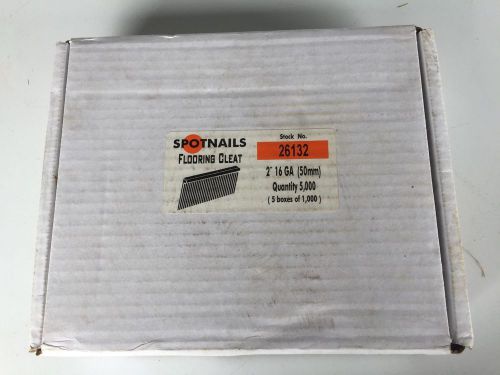 SPOTNAILS
FLOORING CLEAT
Stock No.
26132
2" 16 GA (50mm)
Quantity 5,000
( 5 boxes of 1,000 )